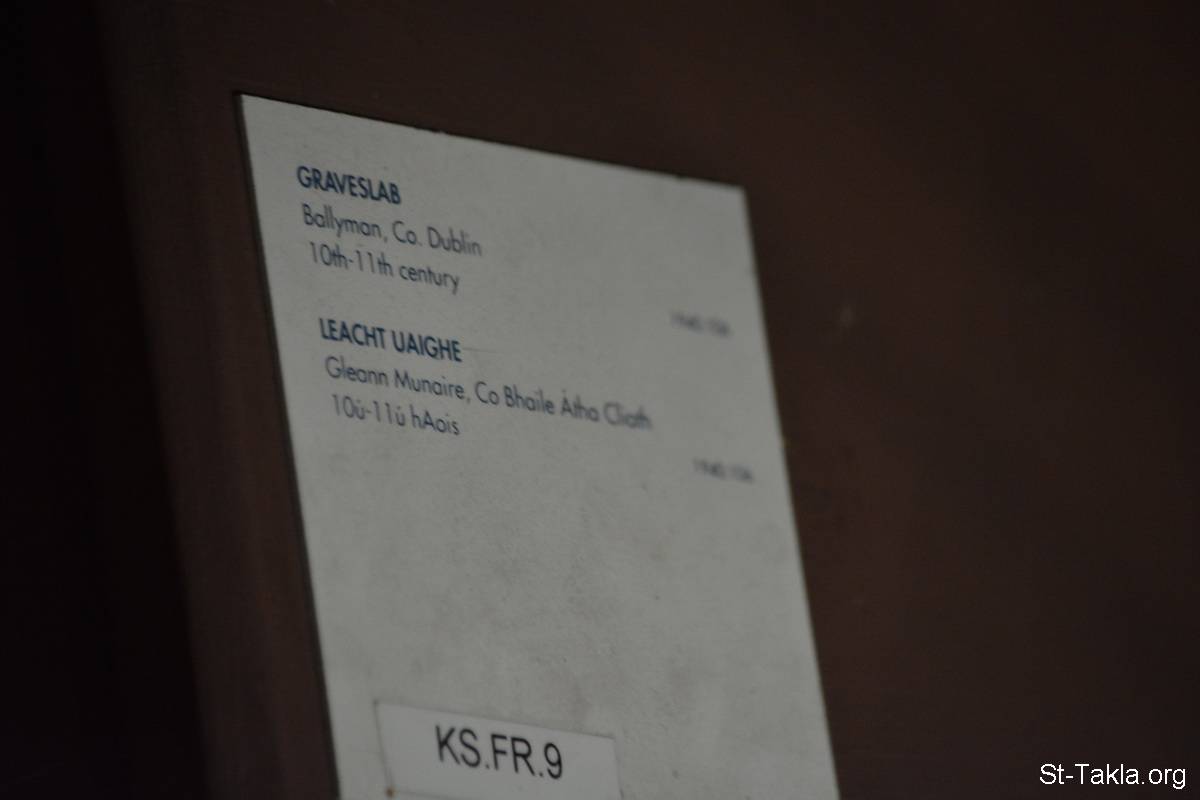 GRAVESLAB
Ballyman, Co. Dublin
10th-11th century
LEACHT UAIGHE
Gleann Munaire, Co Bhaile Átha Cliath
10ú-11ú hAois
KS.FR.9
St-Takla.org